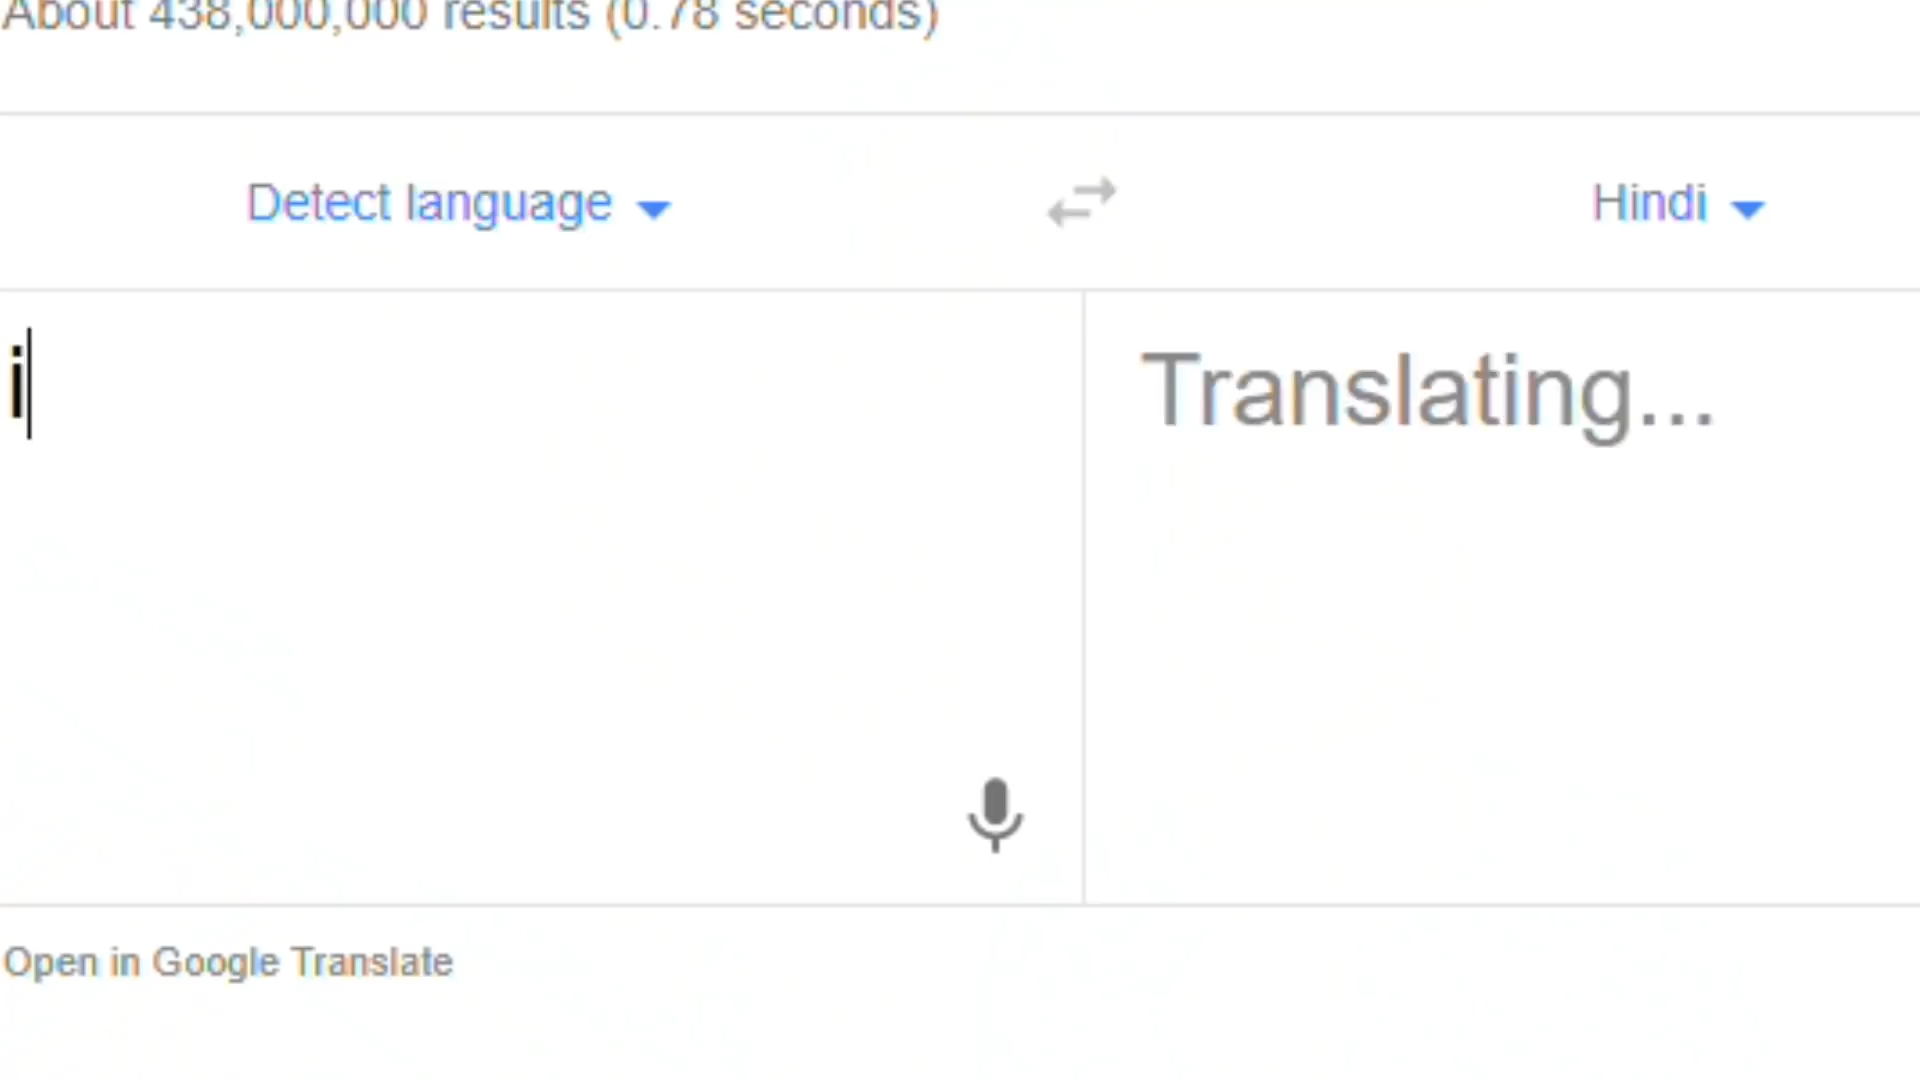 About 438,000,000 results (0.78 seconds)
Detect language
Hindi
i
Translating...
Open in Google Translate